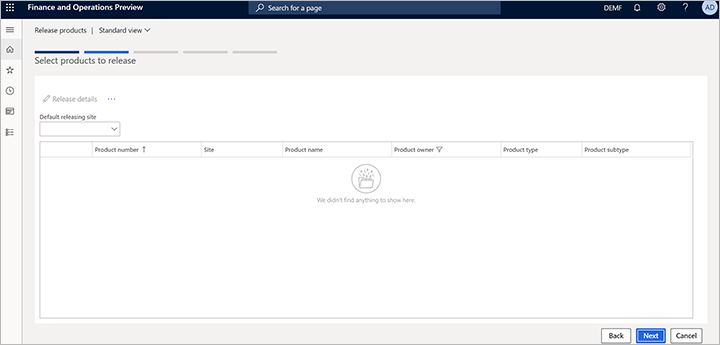 Finance and Operations Preview
Search for a page
DEMF
?
AD
Release products | Standard view
Select products to release
Release details ...
Default releasing site
Product number Site Product name Product owner Product type Product subtype
We didn't find anything to show here.
Back Next Cancel